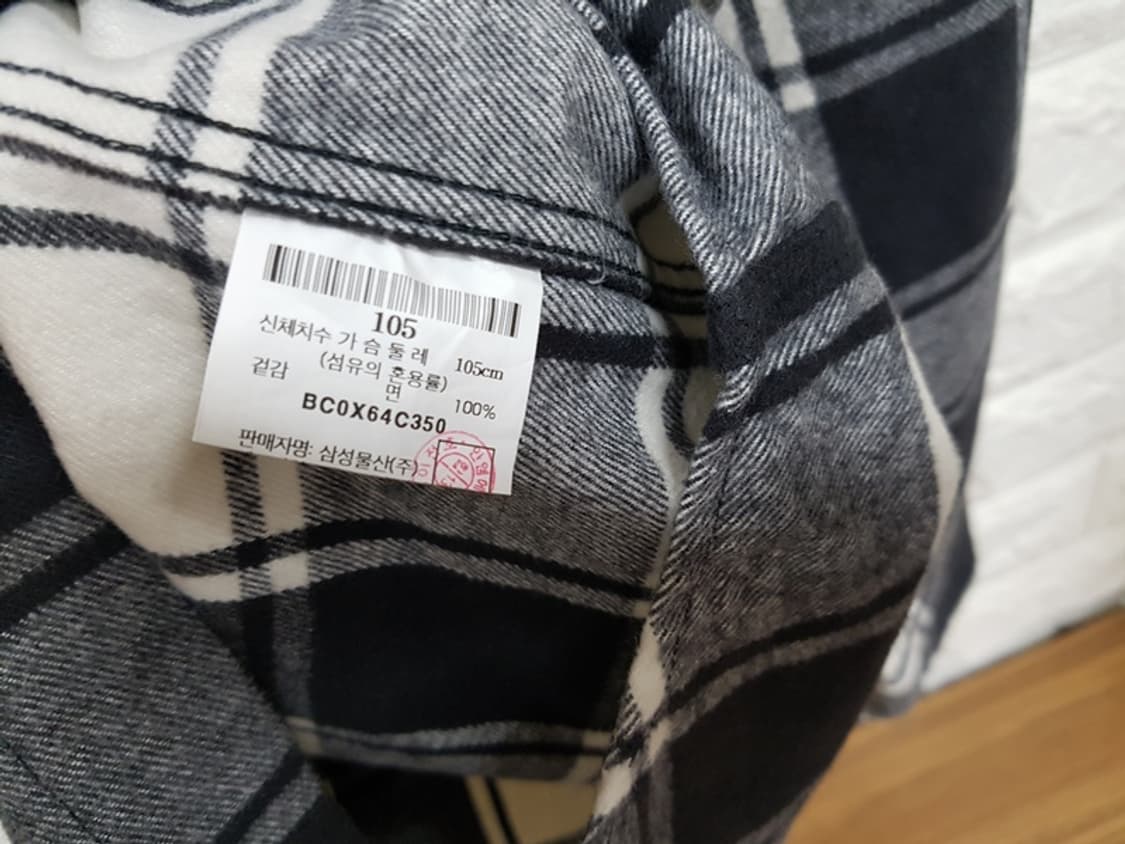 105
신체치수 가 슴 둘 레 105cm
(섬유의 혼용률)
겉감 면 100%
BC0X64C350
판매자명: 삼성물산(주)